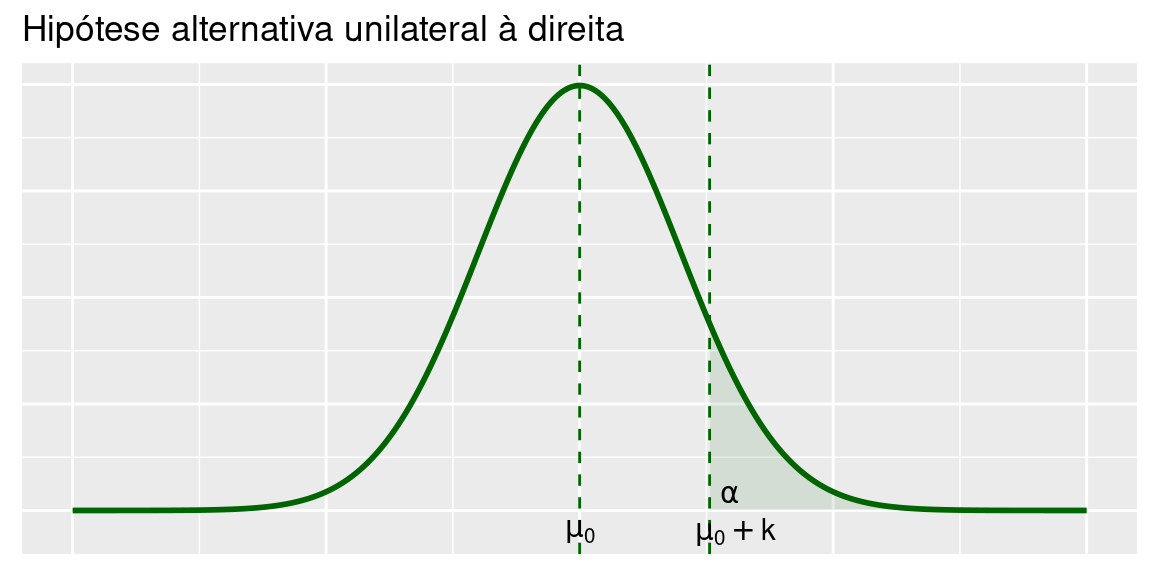 Hipótese alternativa unilateral à direita
α
μ₀
μ₀ + k